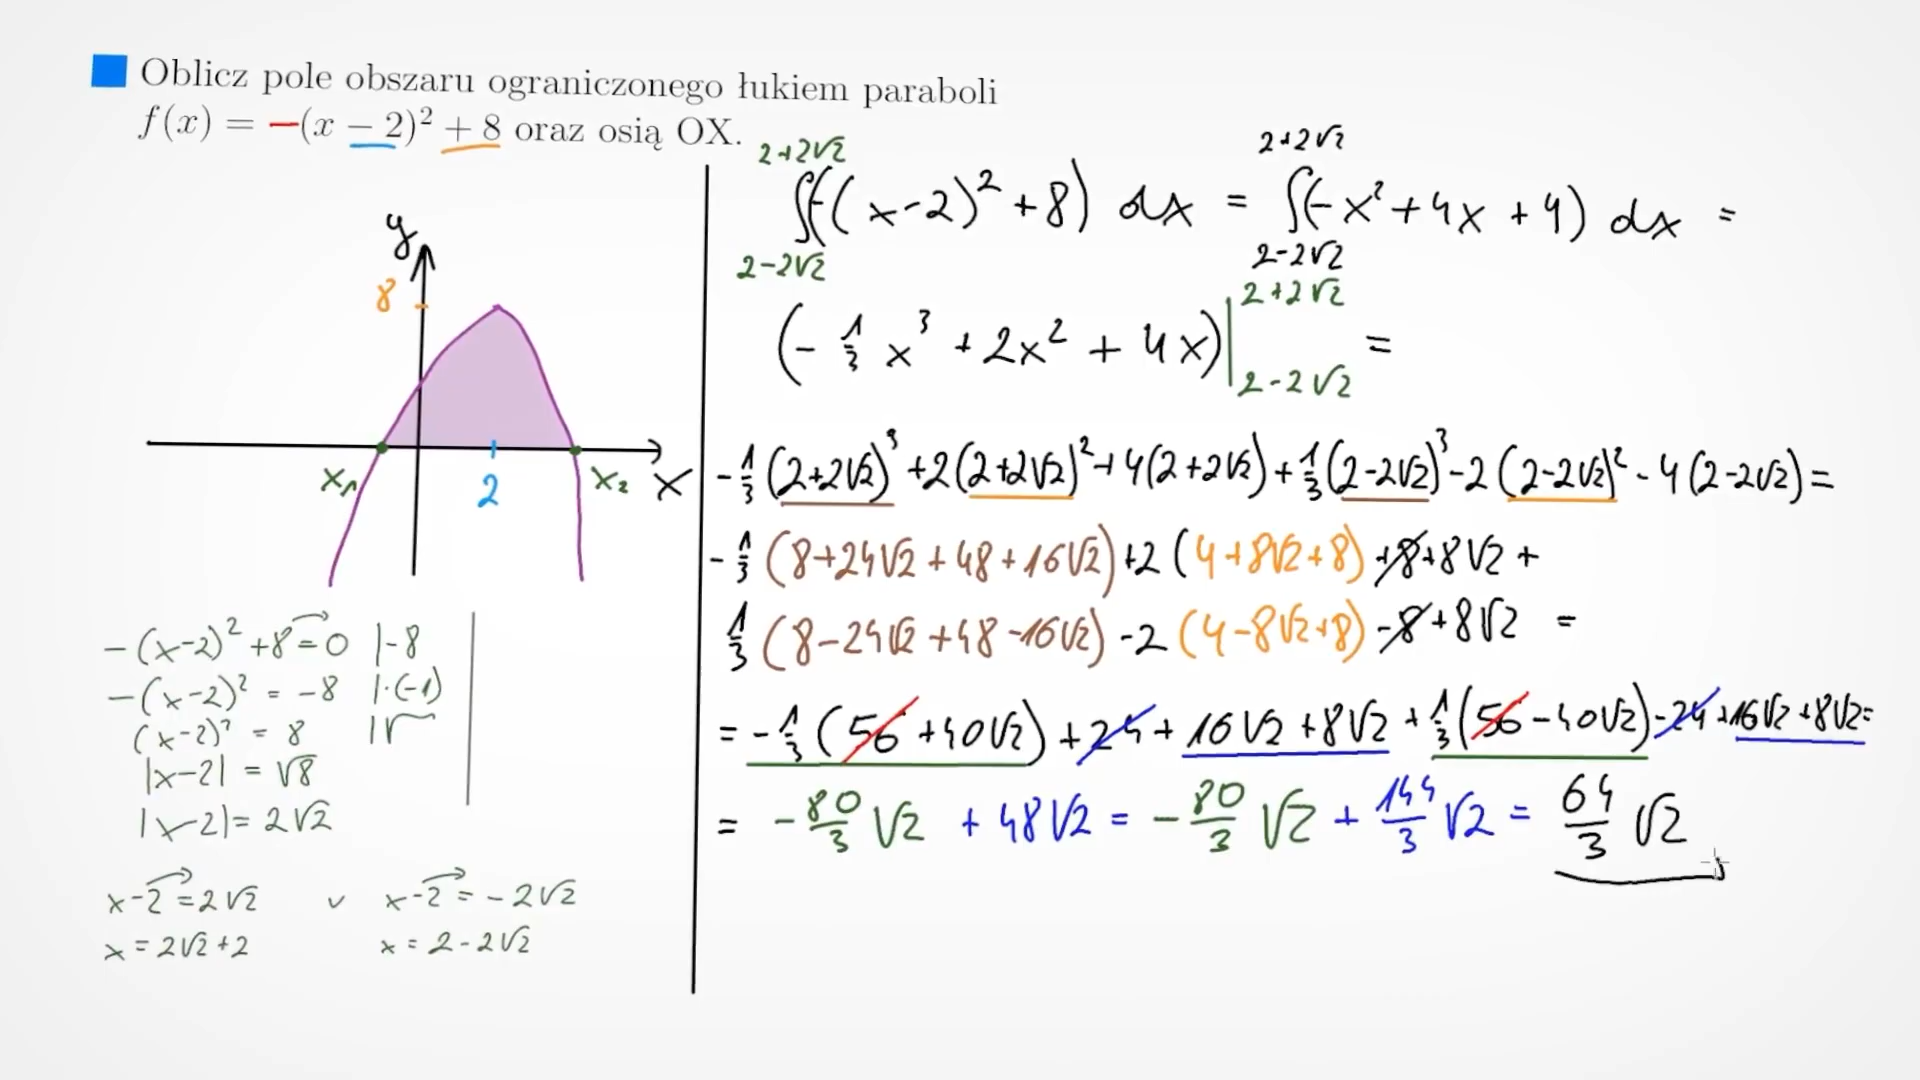 Oblicz pole obszaru ograniczonego łukiem paraboli
f(x) = −(x − 2)² + 8 oraz osią OX.
y
8
x₁
2
x₂
x
−(x−2)² +8 = 0 |−8
−(x−2)² = −8 |·(−1)
(x−2)² = 8 |√
|x−2| = √8
|x−2| = 2√2
x−2 = 2√2 ∨ x−2 = −2√2
x = 2√2 +2 x = 2−2√2
2+2√2 2+2√2
∫(−(x−2)² +8) dx = ∫(−x² +4x +4) dx =
2−2√2 2−2√2
2+2√2
(−1/3 x³ + 2x² + 4x)| =
2−2√2
−1/3 (2+2√2)³ +2(2+2√2)² +4(2+2√2) + 1/3 (2−2√2)³ −2 (2−2√2)² −4 (2−2√2) =
−1/3 (8+24√2 + 48 +16√2) +2 (4+8√2+8) +8+8√2 +
1/3 (8−24√2 +48 −16√2) −2 (4−8√2+8) −8+8√2 =
= −1/3 (56 +40√2) +24 + 16√2 +8√2 + 1/3 (56 −40√2) −24 +16√2 +8√2 =
= −80/3 √2 + 48√2 = −80/3 √2 + 144/3 √2 = 64/3 √2